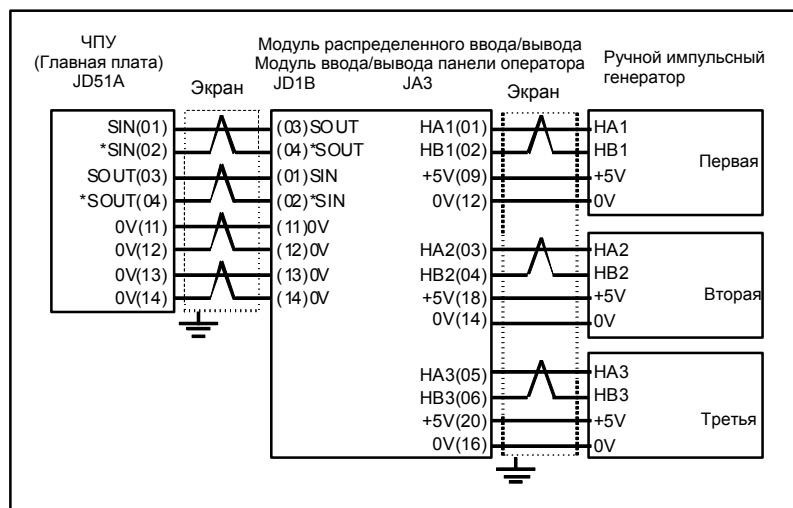 ЧПУ
(Главная плата)
JD51A
Экран
Модуль распределенного ввода/вывода
Модуль ввода/вывода панели оператора
JD1B
JA3
Экран
Ручной импульсный
генератор
SIN(01)
*SIN(02)
SOUT(03)
*SOUT(04)
0V(11)
0V(12)
0V(13)
0V(14)
(03)SOUT
(04)*SOUT
(01)SIN
(02)*SIN
(11)0V
(12)0V
(13)0V
(14)0V
HA1(01)
HB1(02)
+5V(09)
0V(12)
HA2(03)
HB2(04)
+5V(18)
0V(14)
HA3(05)
HB3(06)
+5V(20)
0V(16)
HA1
HB1
+5V
0V
Первая
HA2
HB2
+5V
0V
Вторая
HA3
HB3
+5V
0V
Третья